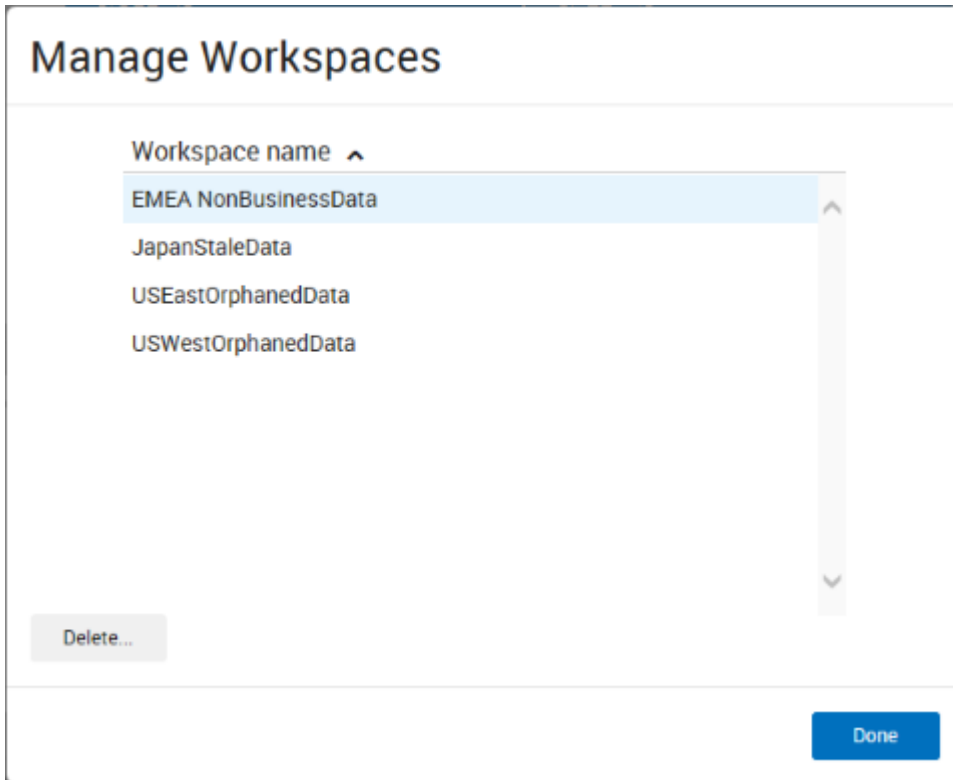 Manage Workspaces
Workspace name
EMEA NonBusinessData
JapanStaleData
USEastOrphanedData
USWestOrphanedData
Delete...
Done